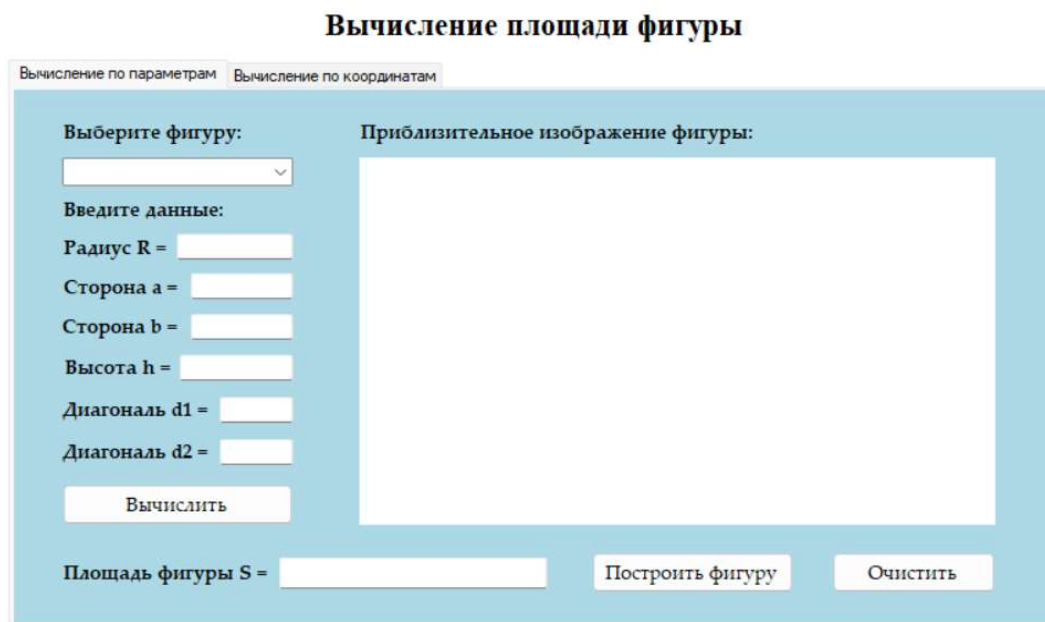 Вычисление площади фигуры
Вычисление по параметрам
Вычисление по координатам
Выберите фигуру:
Приблизительное изображение фигуры:
Введите данные:
Радиус R =
Сторона a =
Сторона b =
Высота h =
Диагональ d1 =
Диагональ d2 =
Вычислить
Площадь фигуры S =
Построить фигуру
Очистить